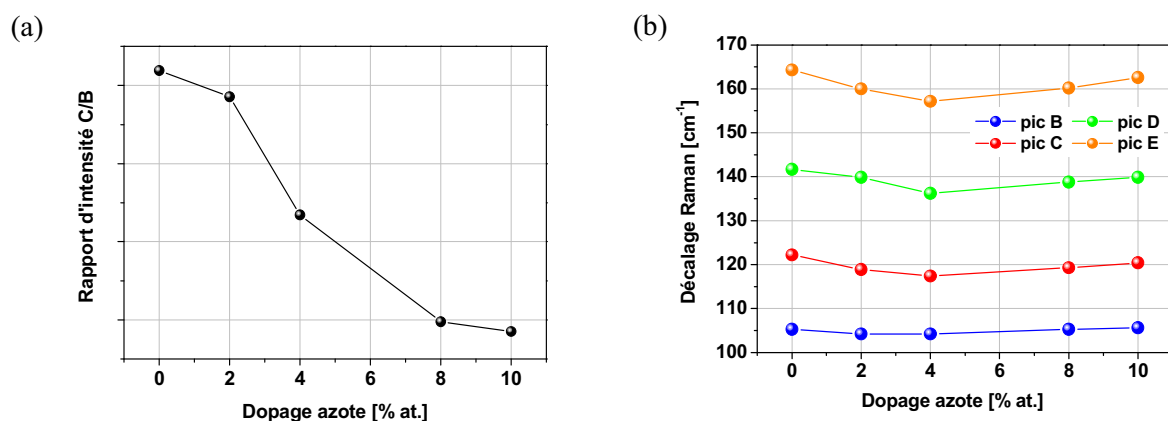 (a)
Rapport d'intensité C/B
0 2 4 6 8 10
Dopage azote [% at.]
(b)
Décalage Raman [cm⁻¹]
170
160
150
140
130
120
110
100
pic B pic D
pic C pic E
0 2 4 6 8 10
Dopage azote [% at.]